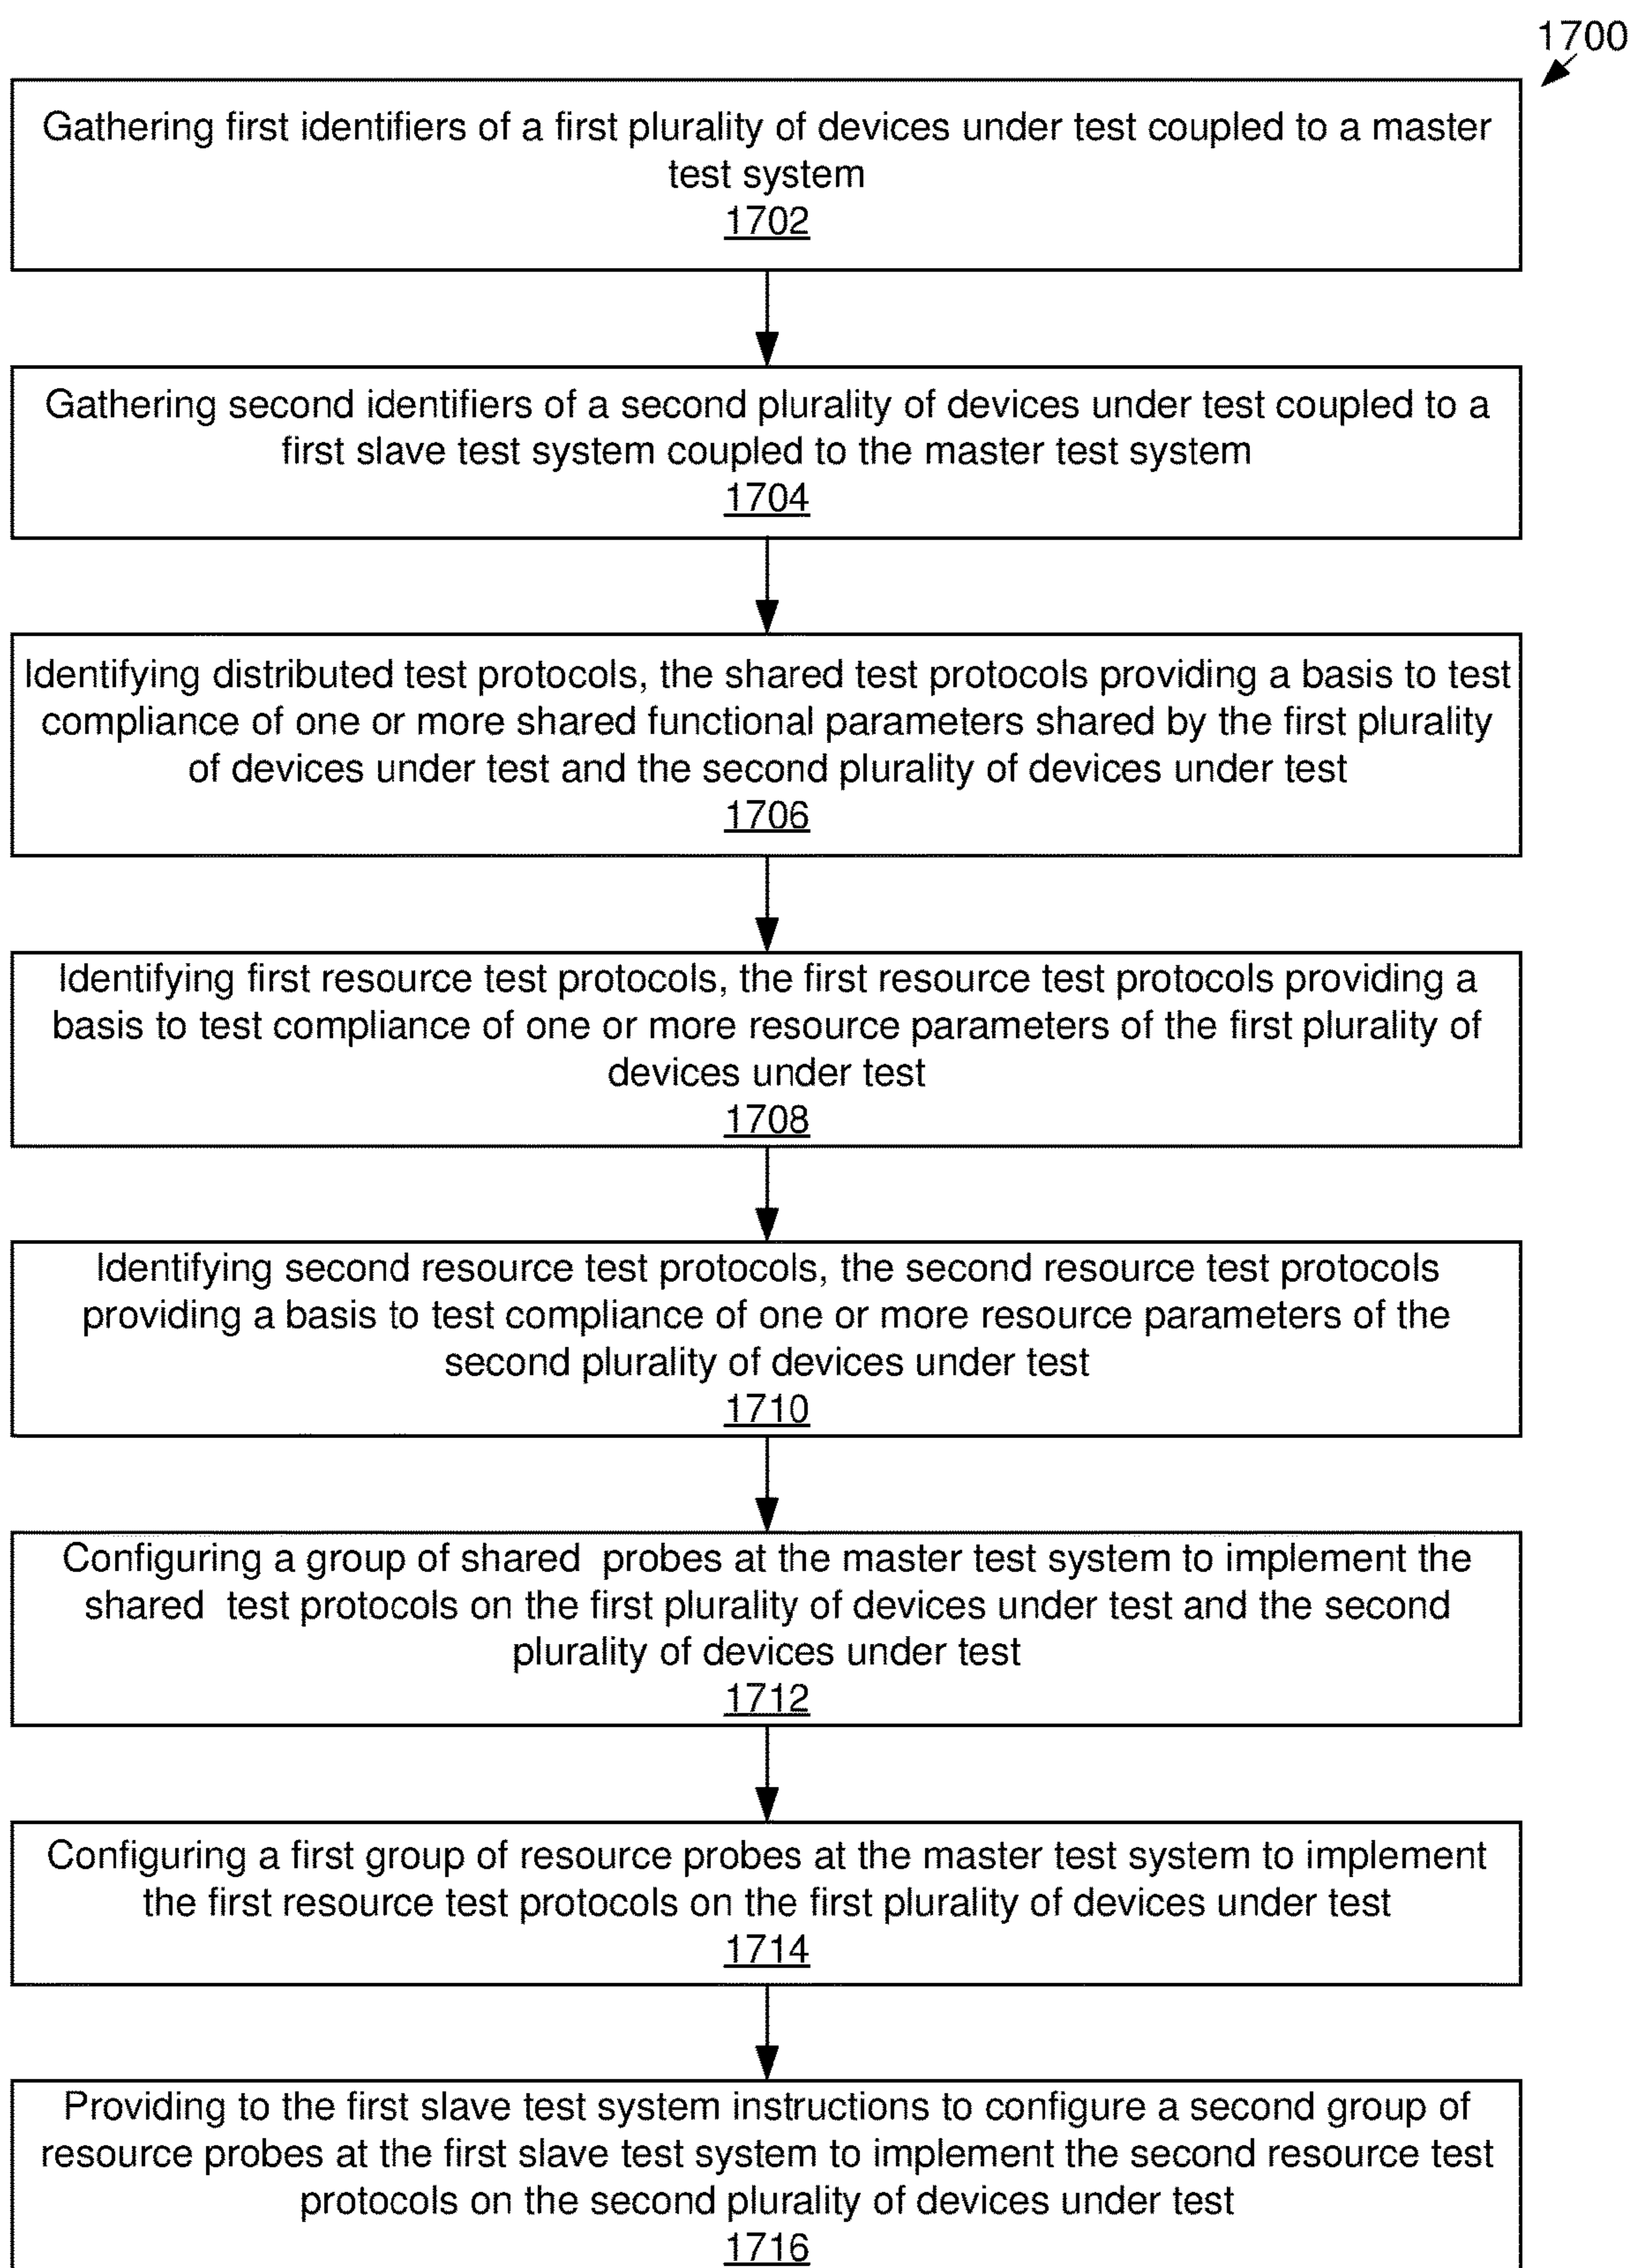 1700
Gathering first identifiers of a first plurality of devices under test coupled to a master
test system
1702
Gathering second identifiers of a second plurality of devices under test coupled to a
first slave test system coupled to the master test system
1704
Identifying distributed test protocols, the shared test protocols providing a basis to test
compliance of one or more shared functional parameters shared by the first plurality
of devices under test and the second plurality of devices under test
1706
Identifying first resource test protocols, the first resource test protocols providing a
basis to test compliance of one or more resource parameters of the first plurality of
devices under test
1708
Identifying second resource test protocols, the second resource test protocols
providing a basis to test compliance of one or more resource parameters of the
second plurality of devices under test
1710
Configuring a group of shared probes at the master test system to implement the
shared test protocols on the first plurality of devices under test and the second
plurality of devices under test
1712
Configuring a first group of resource probes at the master test system to implement
the first resource test protocols on the first plurality of devices under test
1714
Providing to the first slave test system instructions to configure a second group of
resource probes at the first slave test system to implement the second resource test
protocols on the second plurality of devices under test
1716